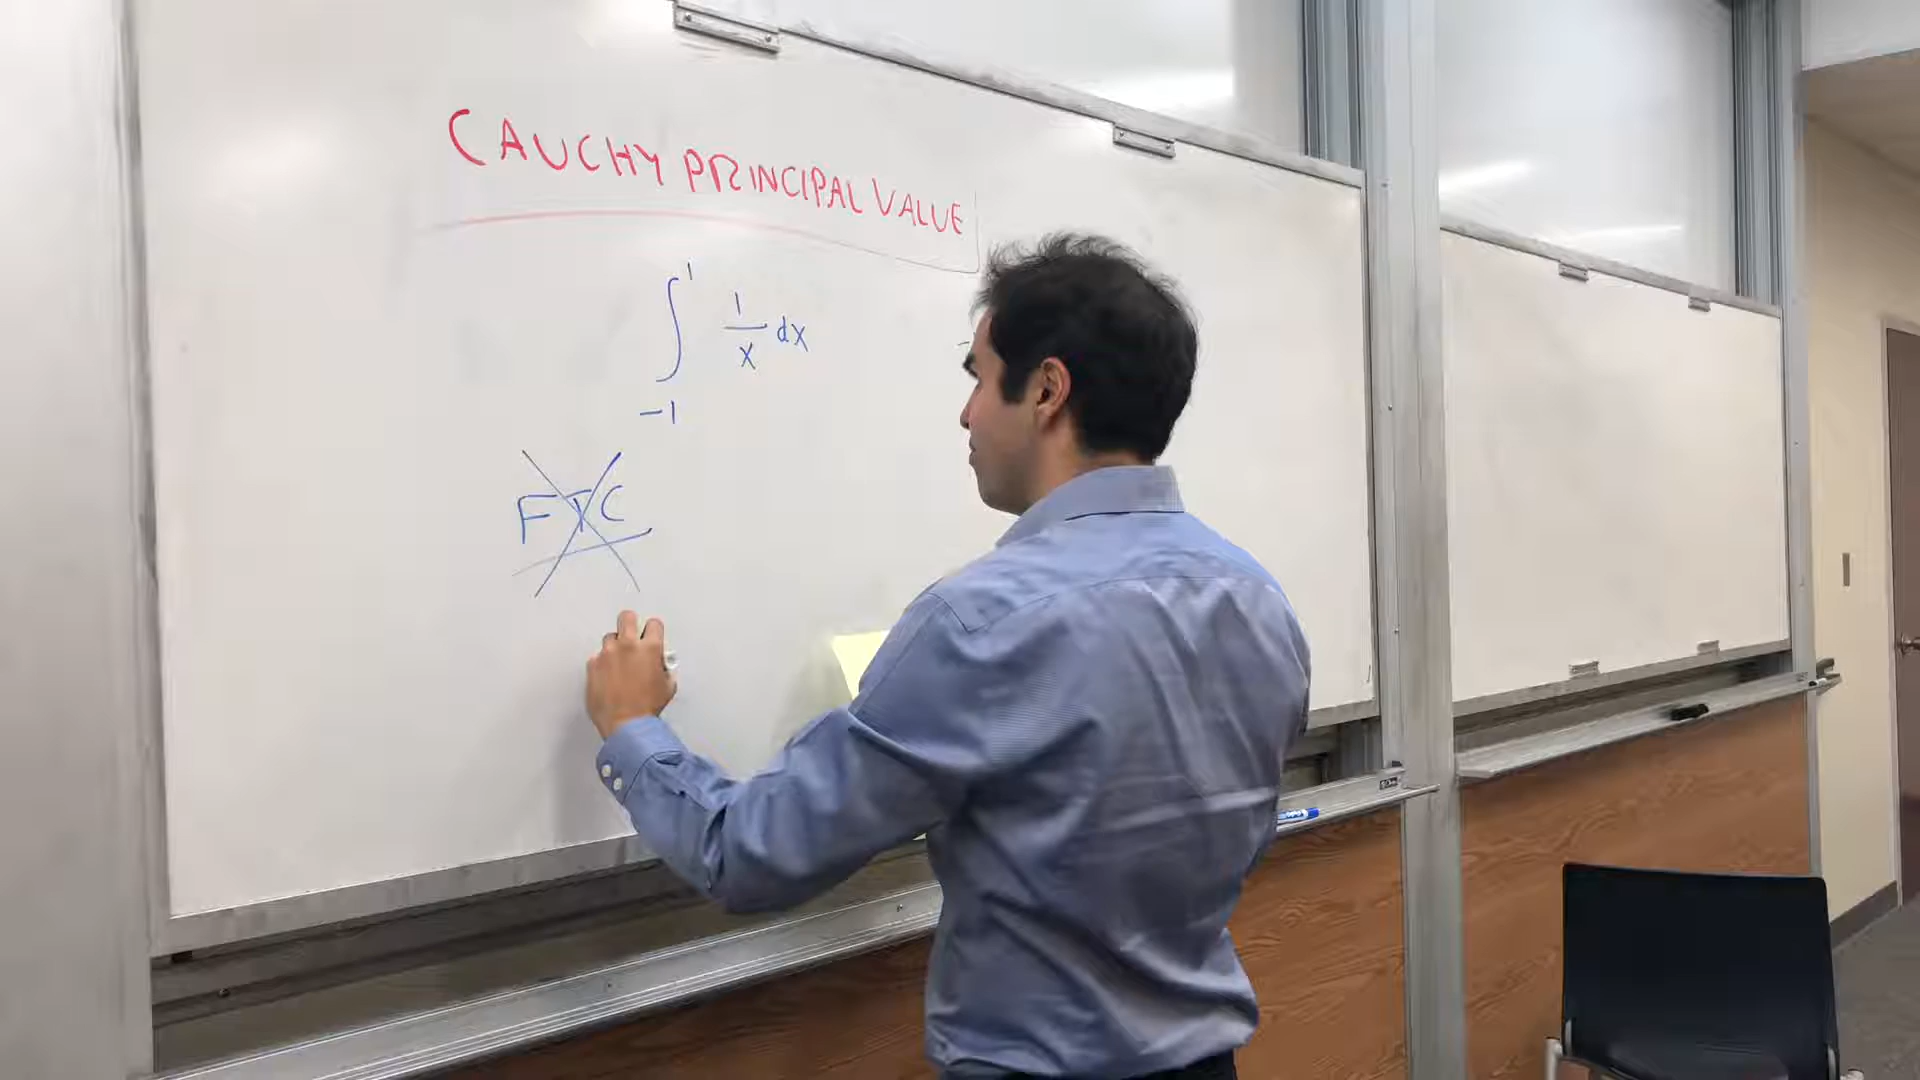 CAUCHY PRINCIPAL VALUE
∫_{-1}^{1} 1/x dx
FTC